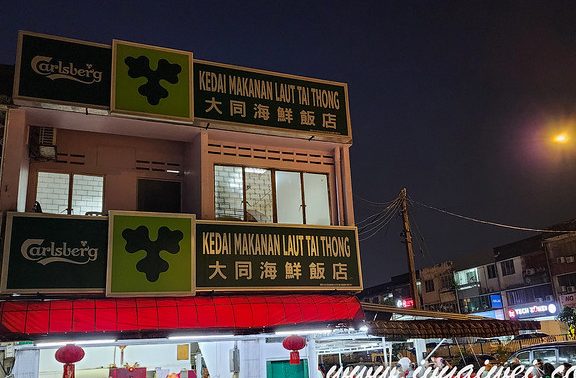 Carlsberg
KEDAI MAKANAN LAUT TAI THONG
大同海鮮飯店
Carlsberg
KEDAI MAKANAN LAUT TAI THONG
大同海鮮飯店